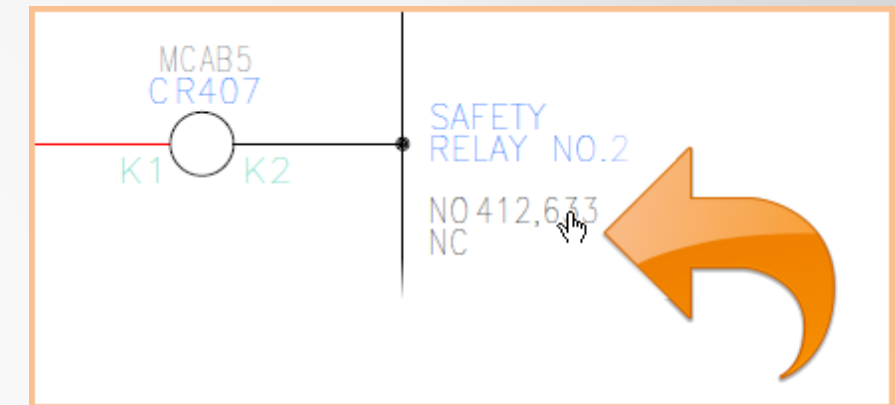 MCAB5
CR407
K1
K2
SAFETY
RELAY NO.2
NO 412,633
NC